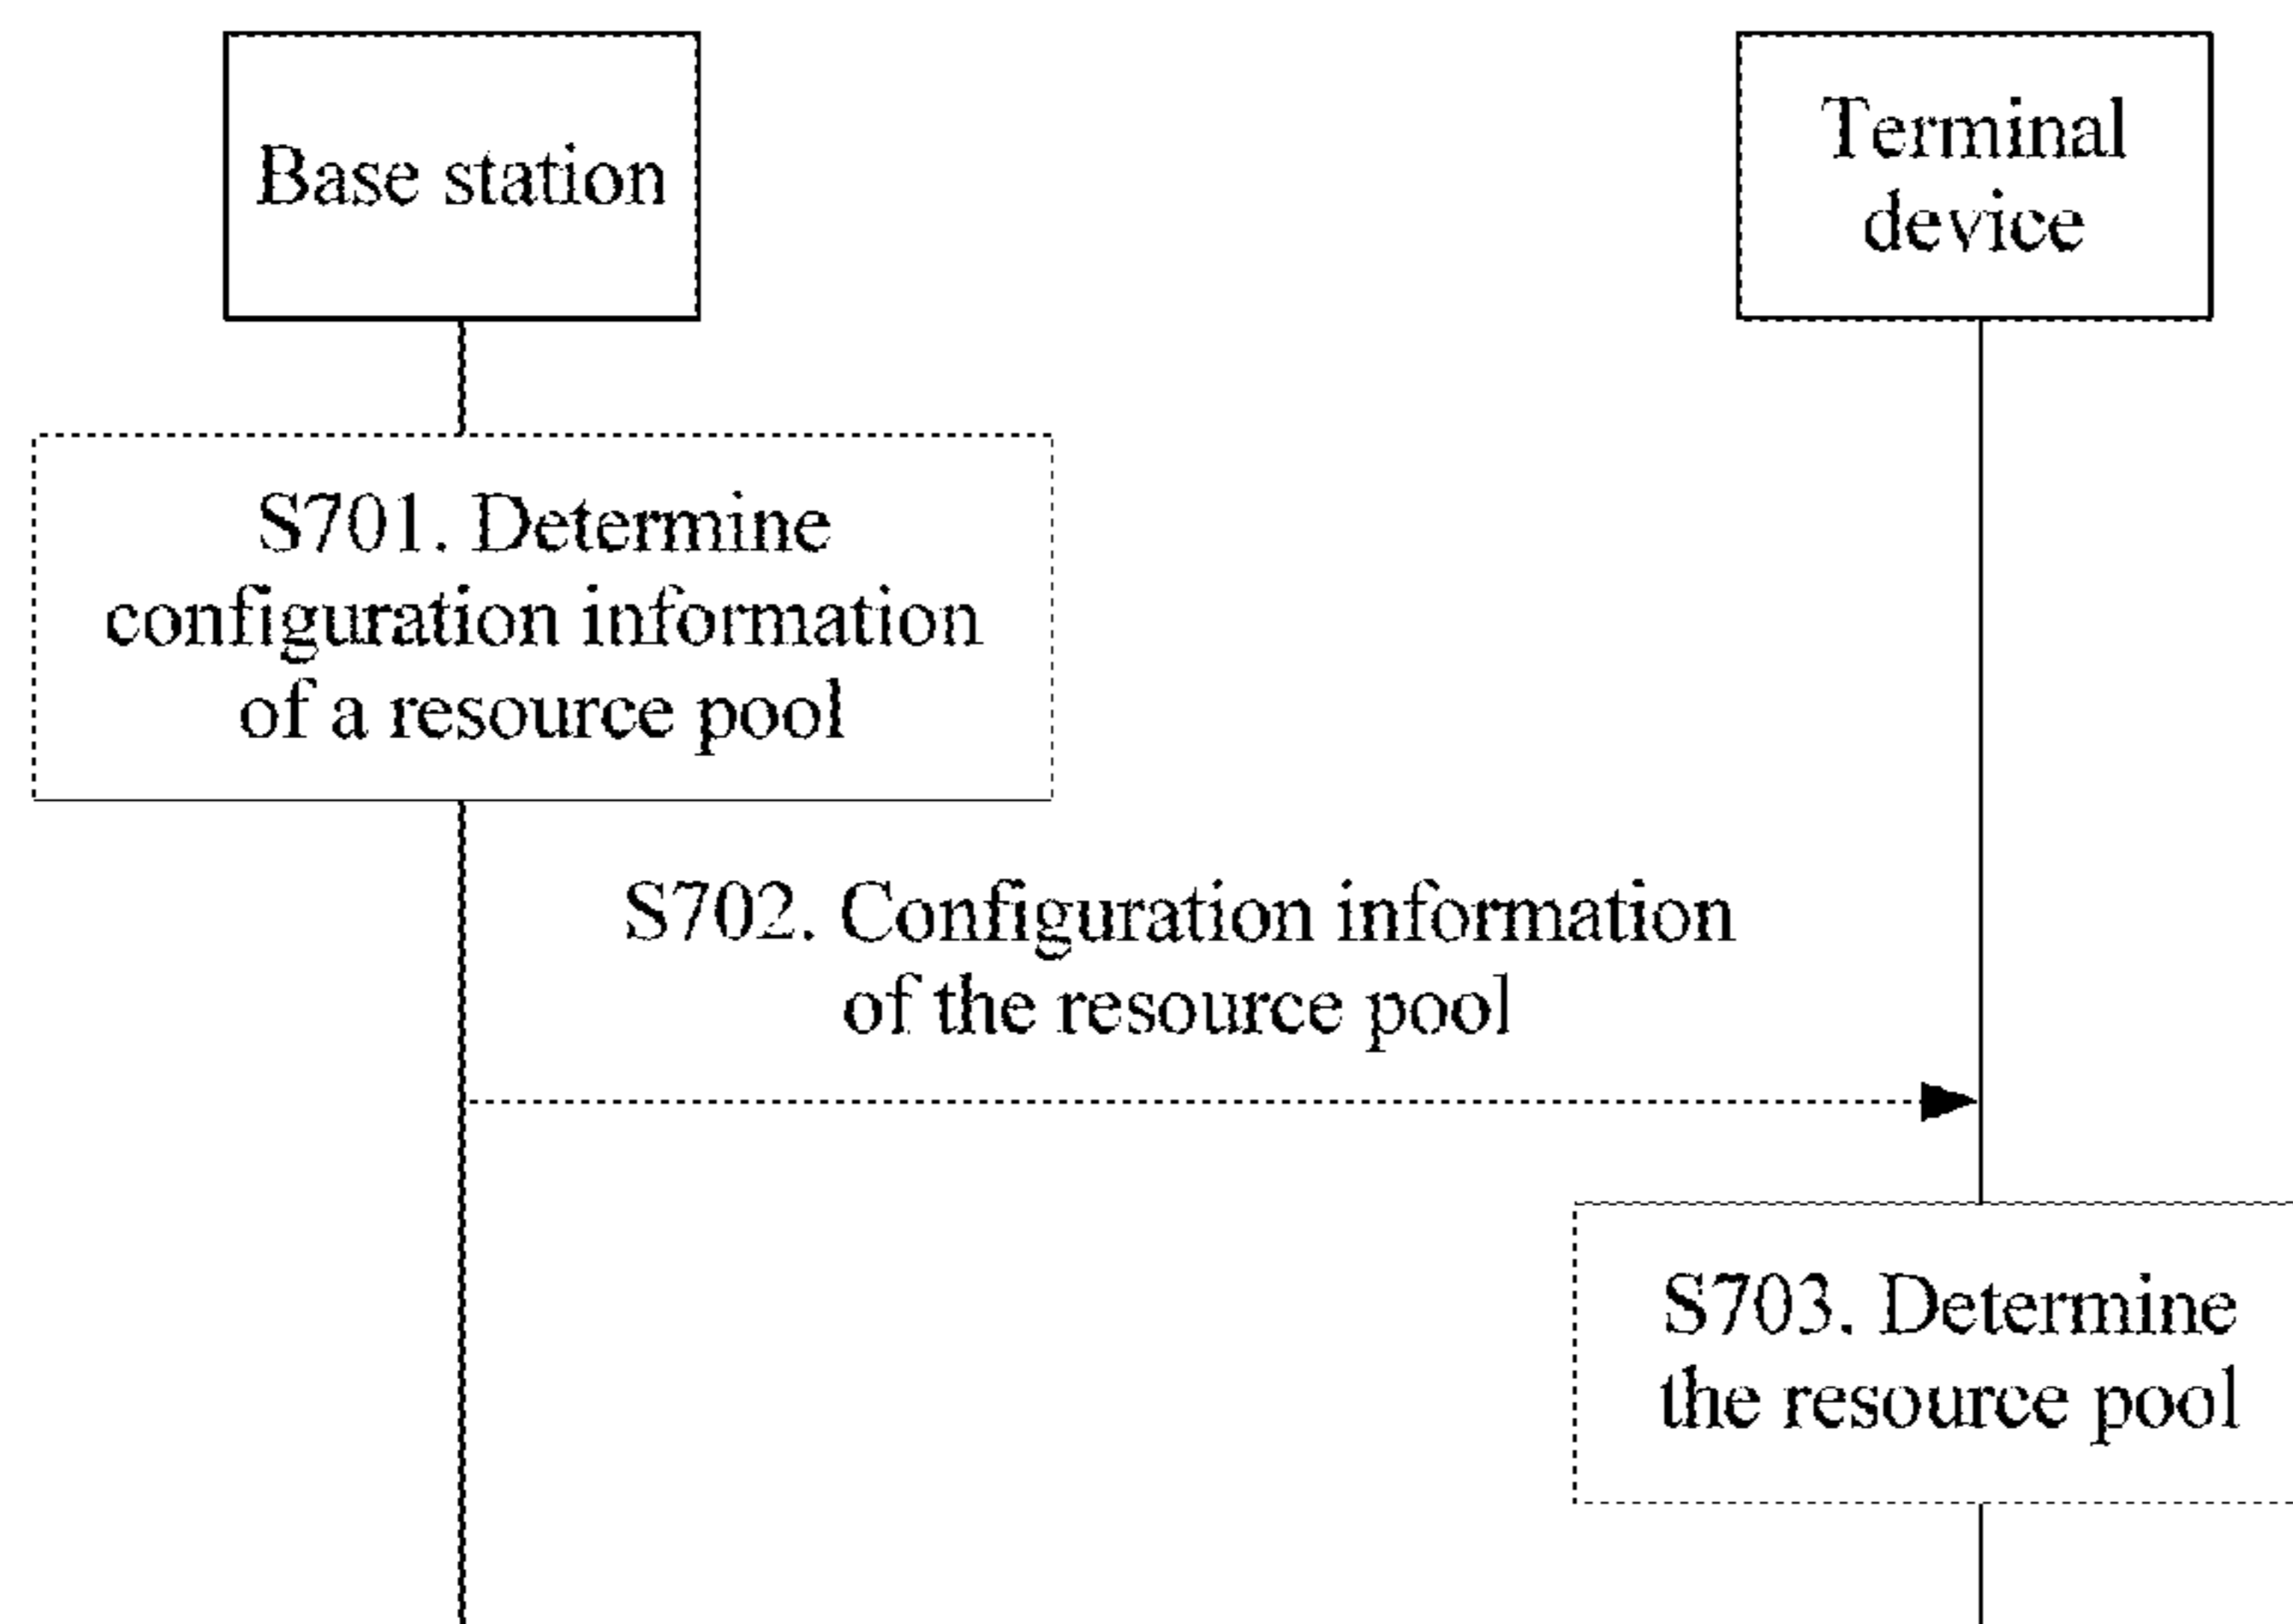 Base station
Terminal
device
S701. Determine
configuration information
of a resource pool
S702. Configuration information
of the resource pool
S703. Determine
the resource pool